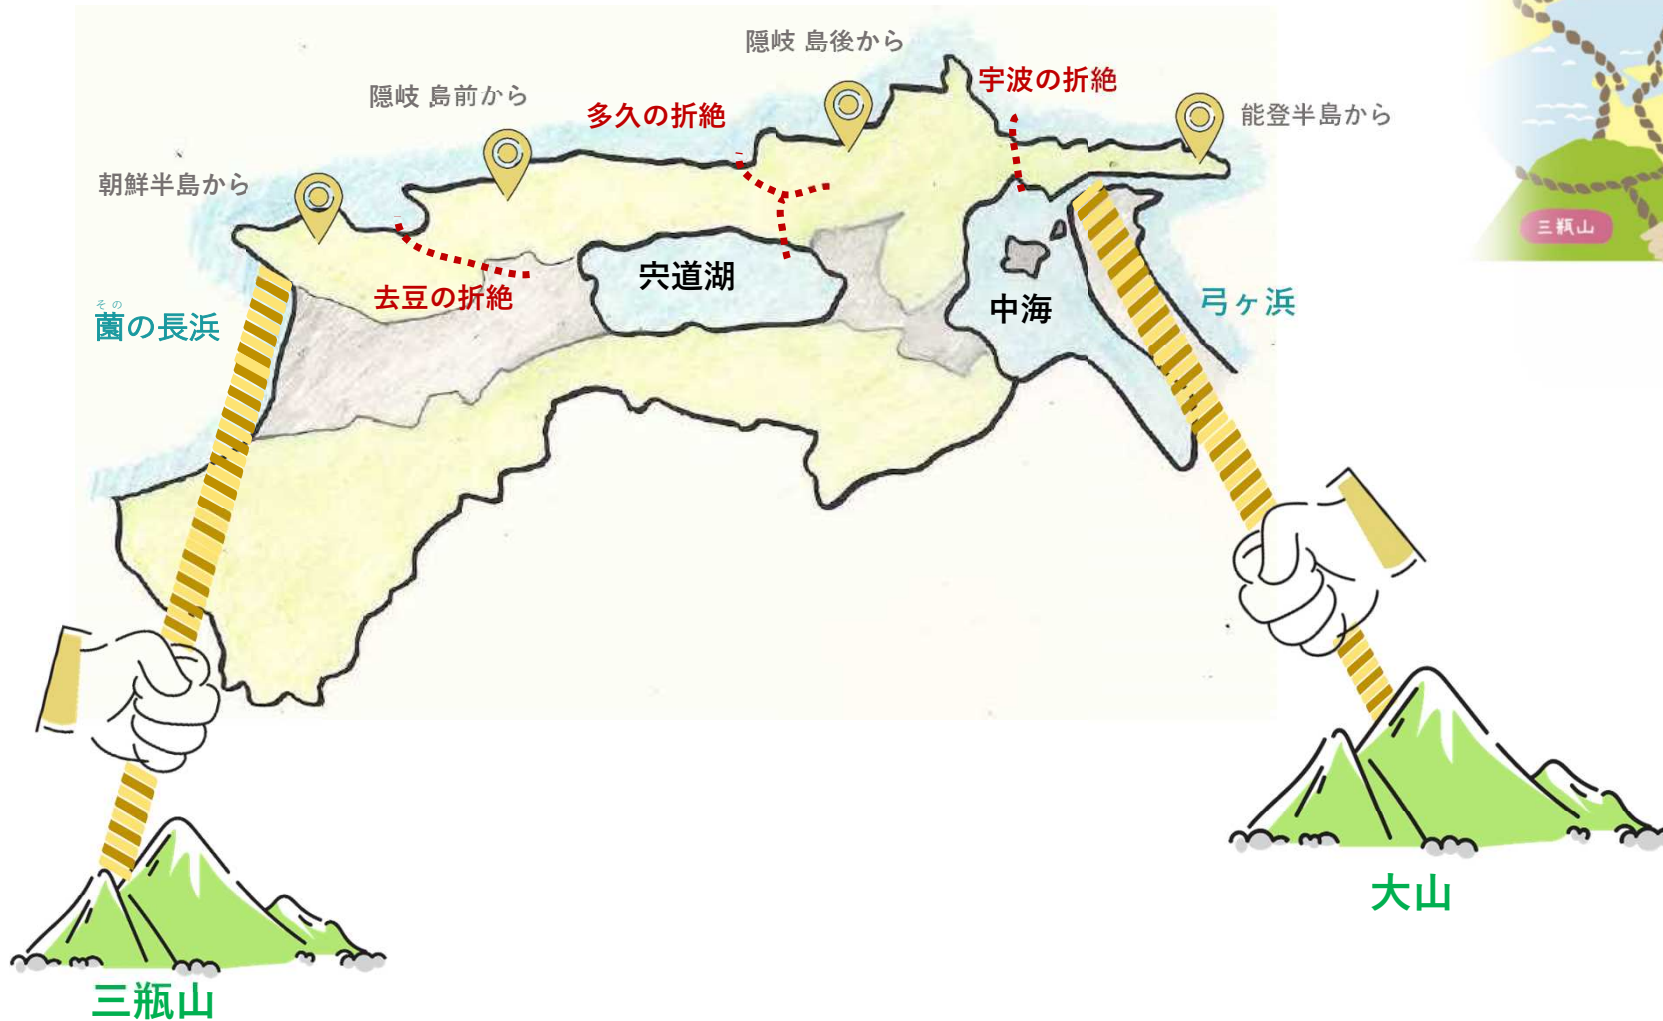 隠岐 島後から
宇波の折絶
隠岐 島前から
多久の折絶
能登半島から
朝鮮半島から
三瓶山
宍道湖
去豆の折絶
中海
弓ヶ浜
その
薗の長浜
大山
三瓶山